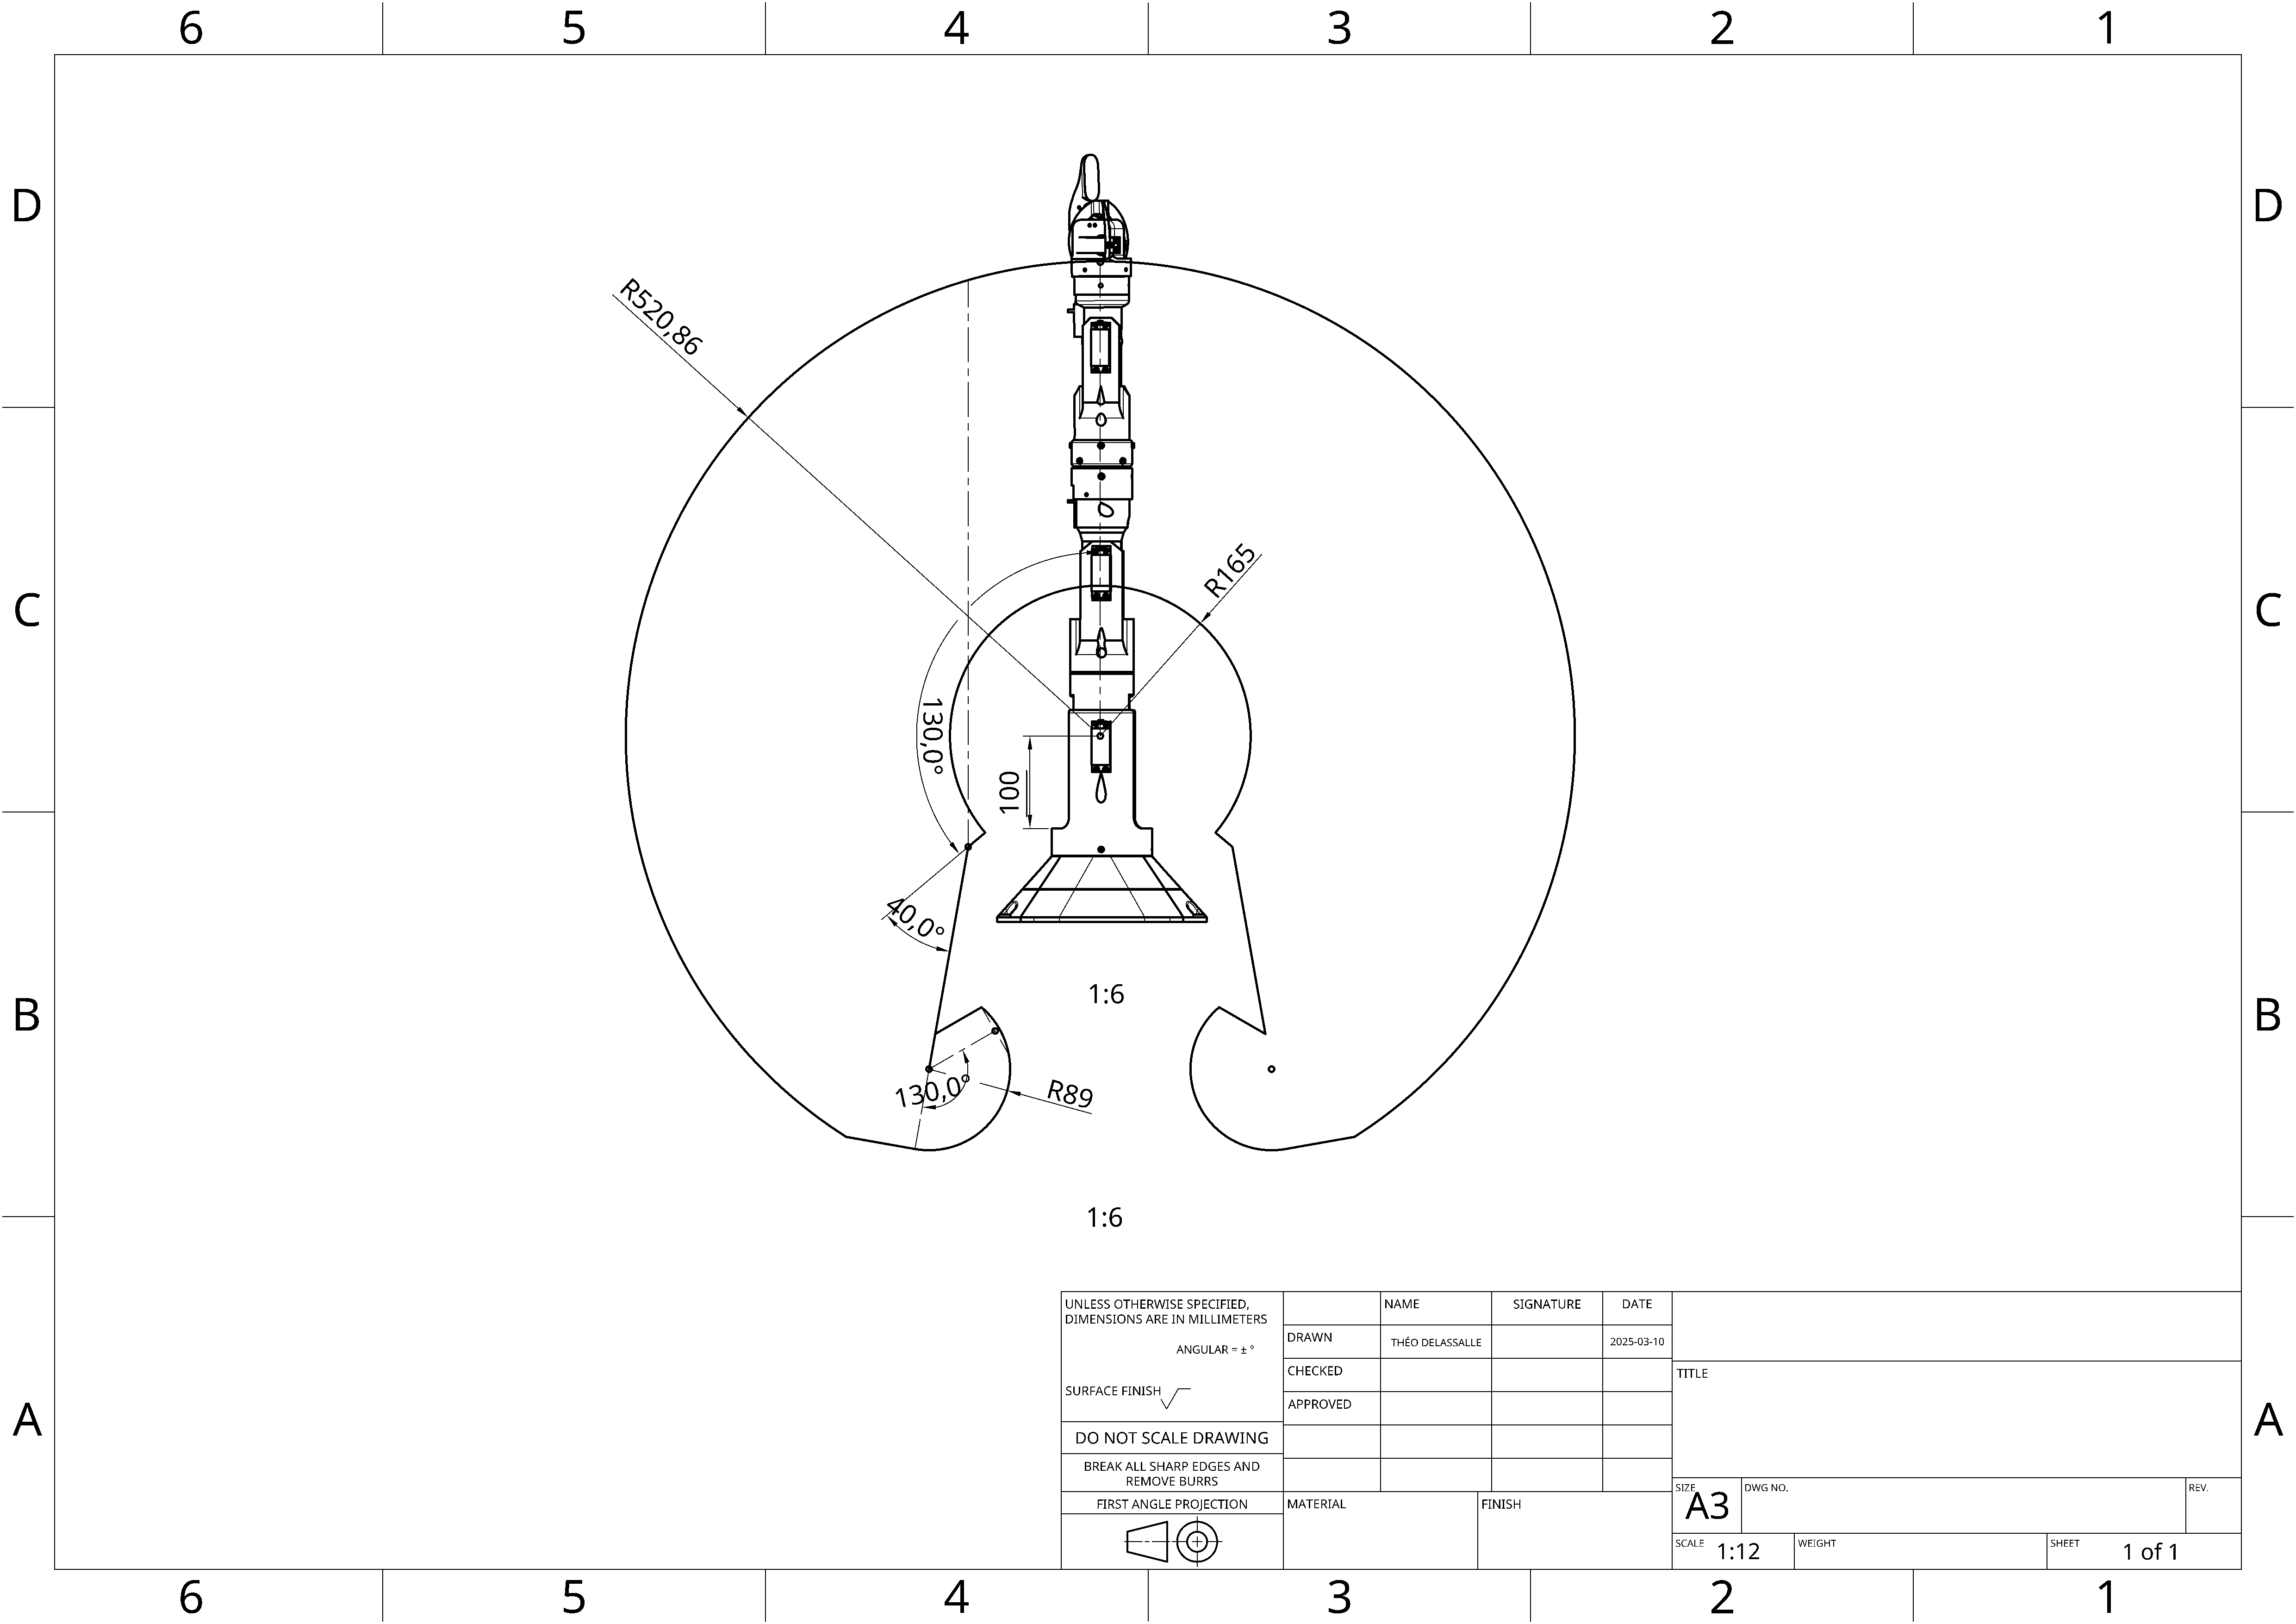 6 5 4 3 2 1
D D
R520,86
C C
R165
130,0°
100
40,0°
1:6
B B
130,0°
R89
1:6
UNLESS OTHERWISE SPECIFIED,
DIMENSIONS ARE IN MILLIMETERS
ANGULAR = ± °
SURFACE FINISH
DO NOT SCALE DRAWING
BREAK ALL SHARP EDGES AND
REMOVE BURRS
FIRST ANGLE PROJECTION
NAME SIGNATURE DATE
DRAWN THÉO DELASSALLE 2025-03-10
CHECKED
APPROVED
MATERIAL FINISH
TITLE
SIZE A3 DWG NO. REV.
SCALE 1:12 WEIGHT SHEET 1 of 1
A A
6 5 4 3 2 1